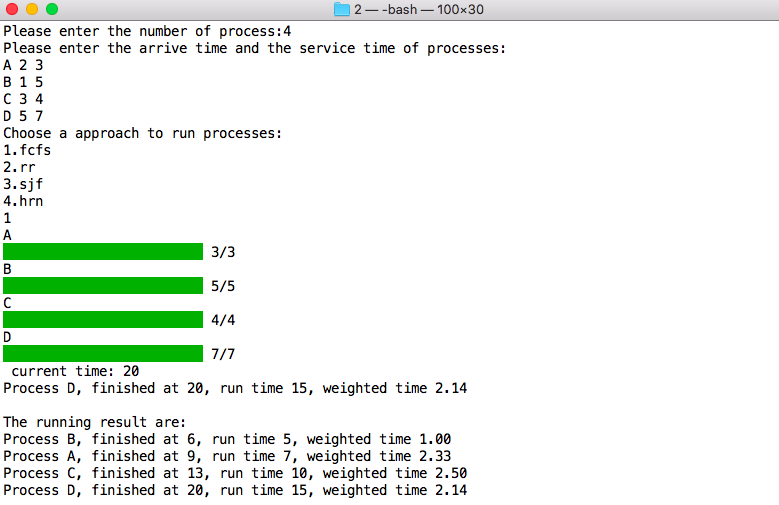 2 — -bash — 100×30
Please enter the number of process:4
Please enter the arrive time and the service time of processes:
A 2 3
B 1 5
C 3 4
D 5 7
Choose a approach to run processes:
1.fcfs
2.rr
3.sjf
4.hrn
1
A
3/3
B
5/5
C
4/4
D
7/7
current time: 20
Process D, finished at 20, run time 15, weighted time 2.14
The running result are:
Process B, finished at 6, run time 5, weighted time 1.00
Process A, finished at 9, run time 7, weighted time 2.33
Process C, finished at 13, run time 10, weighted time 2.50
Process D, finished at 20, run time 15, weighted time 2.14